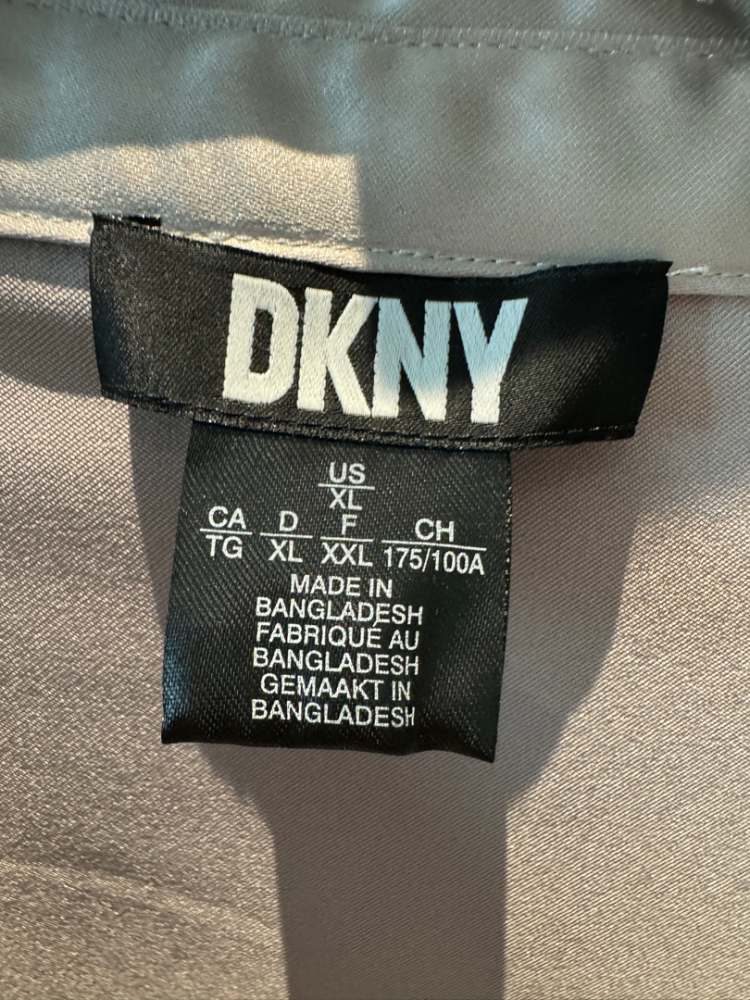 DKNY
US
XL
CA D F CH
TG XL XXL 175/100A
MADE IN
BANGLADESH
FABRIQUÉ AU
BANGLADESH
GEMAAKT IN
BANGLADESH